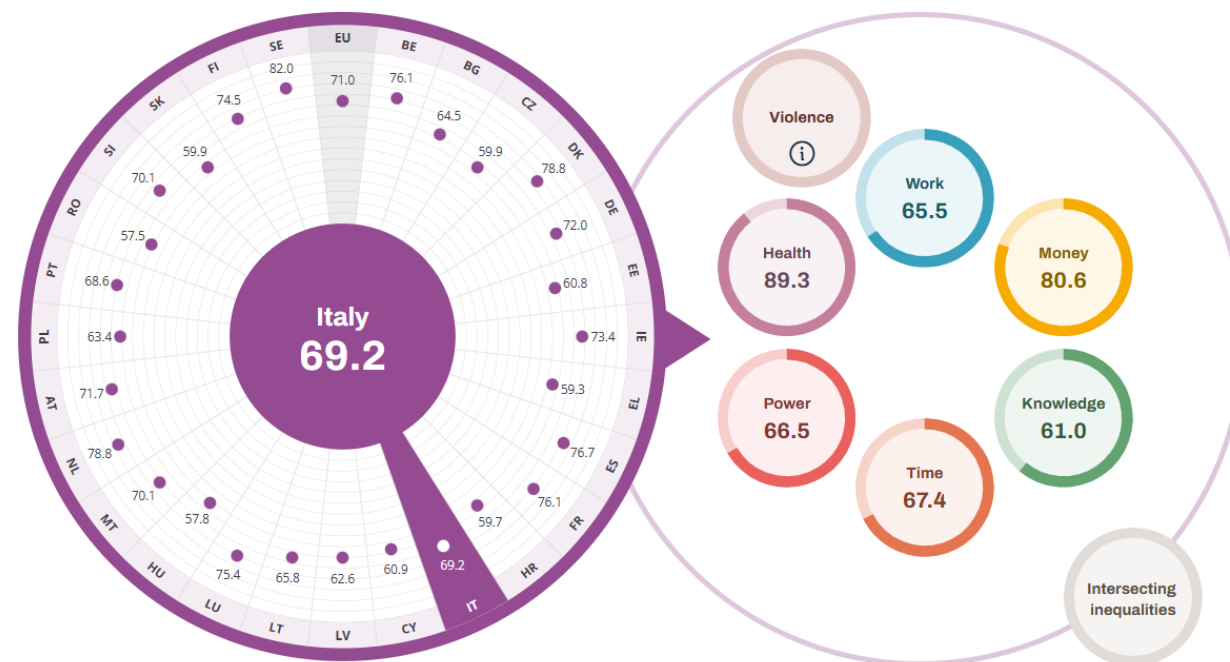 EU
71.0
BE
76.1
BG
64.5
CZ
59.9
DK
78.8
DE
72.0
EE
60.8
IE
73.4
EL
59.3
ES
76.7
FR
76.1
HR
59.7
IT
69.2
CY
60.9
LV
62.6
LT
65.8
LU
75.4
HU
57.8
MT
70.1
NL
78.8
AT
71.7
PL
63.4
PT
68.6
RO
57.5
SI
70.1
SK
59.9
FI
74.5
SE
82.0
Italy
69.2
Violence
i
Work
65.5
Money
80.6
Knowledge
61.0
Time
67.4
Power
66.5
Health
89.3
Intersecting
inequalities